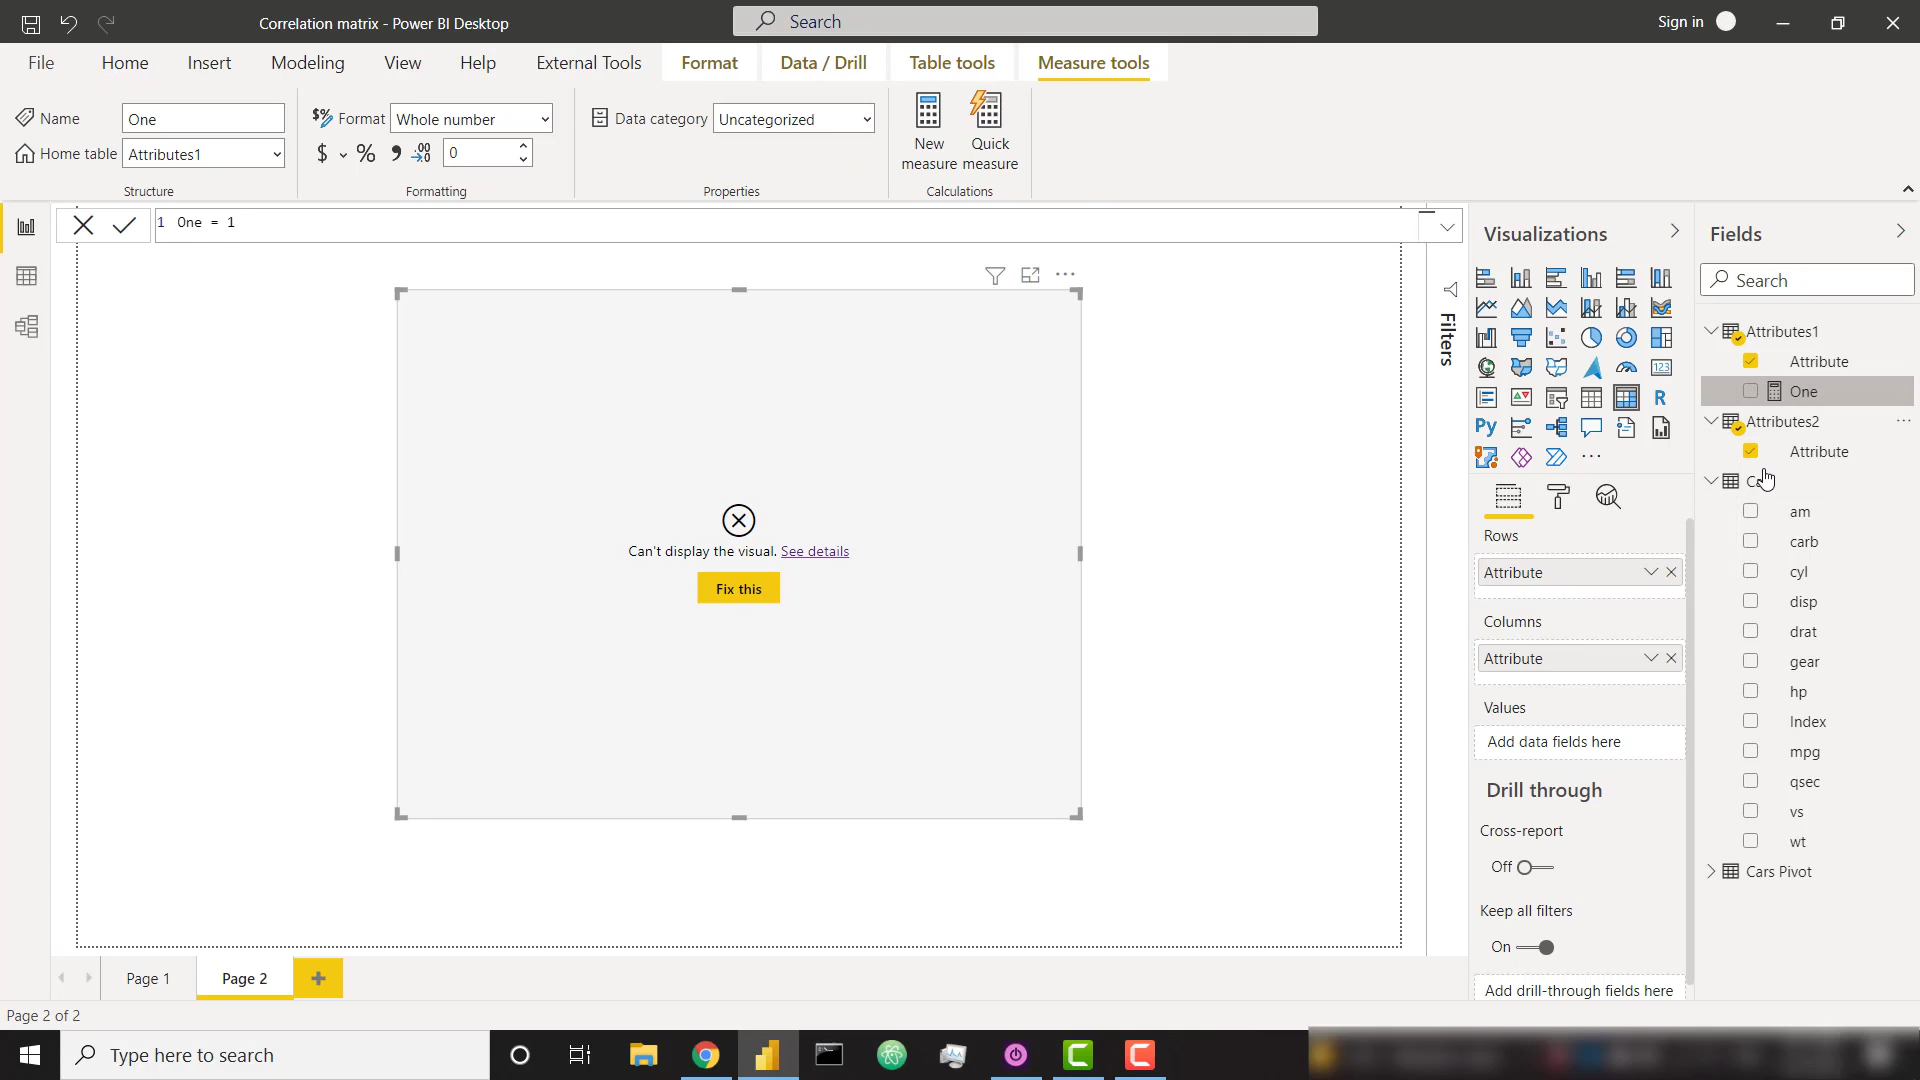 Correlation matrix - Power BI Desktop
Search
Sign in
File Home Insert Modeling View Help External Tools Format Data / Drill Table tools Measure tools
Name One
Home table Attributes1
Structure
Format Whole number
$ % 0
Formatting
Data category Uncategorized
Properties
New measure
Quick measure
Calculations
1 One = 1
Can't display the visual. See details
Fix this
Filters
Visualizations
123
R
Py
Rows
Attribute
Columns
Attribute
Values
Add data fields here
Drill through
Cross-report
Off
Keep all filters
On
Add drill-through fields here
Fields
Search
Attributes1
Attribute
One
Attributes2
Attribute
am
carb
cyl
disp
drat
gear
hp
Index
mpg
qsec
vs
wt
Cars Pivot
Page 1
Page 2
Page 2 of 2
Type here to search